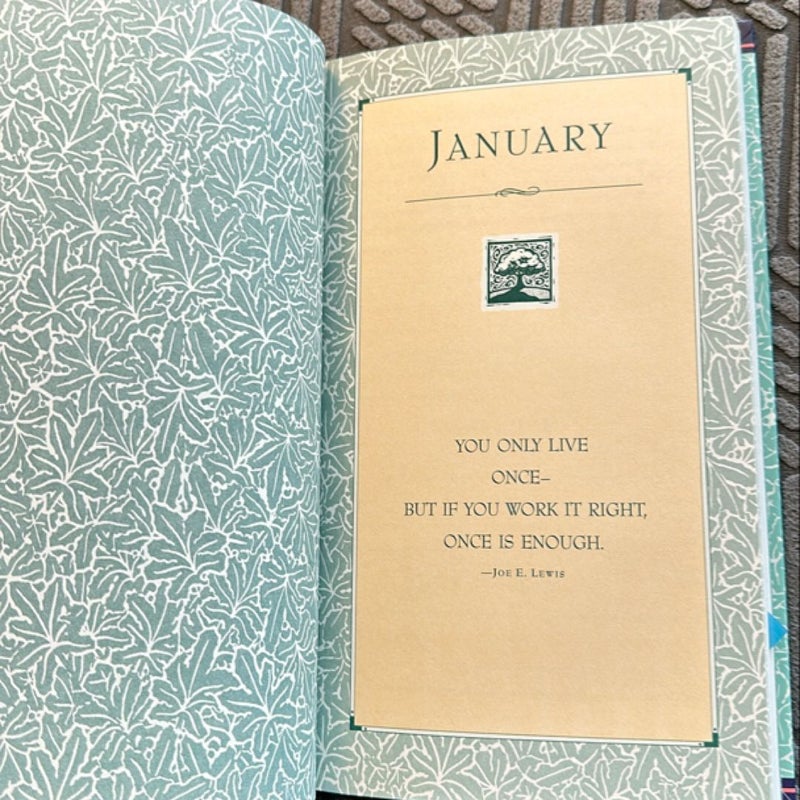 JANUARY
YOU ONLY LIVE
ONCE–
BUT IF YOU WORK IT RIGHT,
ONCE IS ENOUGH.
—JOE E. LEWIS